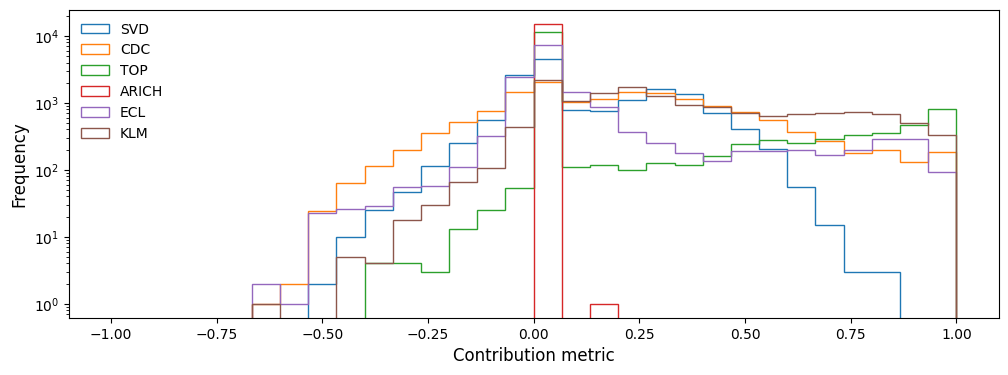 SVD
CDC
TOP
ARICH
ECL
KLM
Frequency
10⁴
10³
10²
10¹
10⁰
−1.00 −0.75 −0.50 −0.25 0.00 0.25 0.50 0.75 1.00
Contribution metric